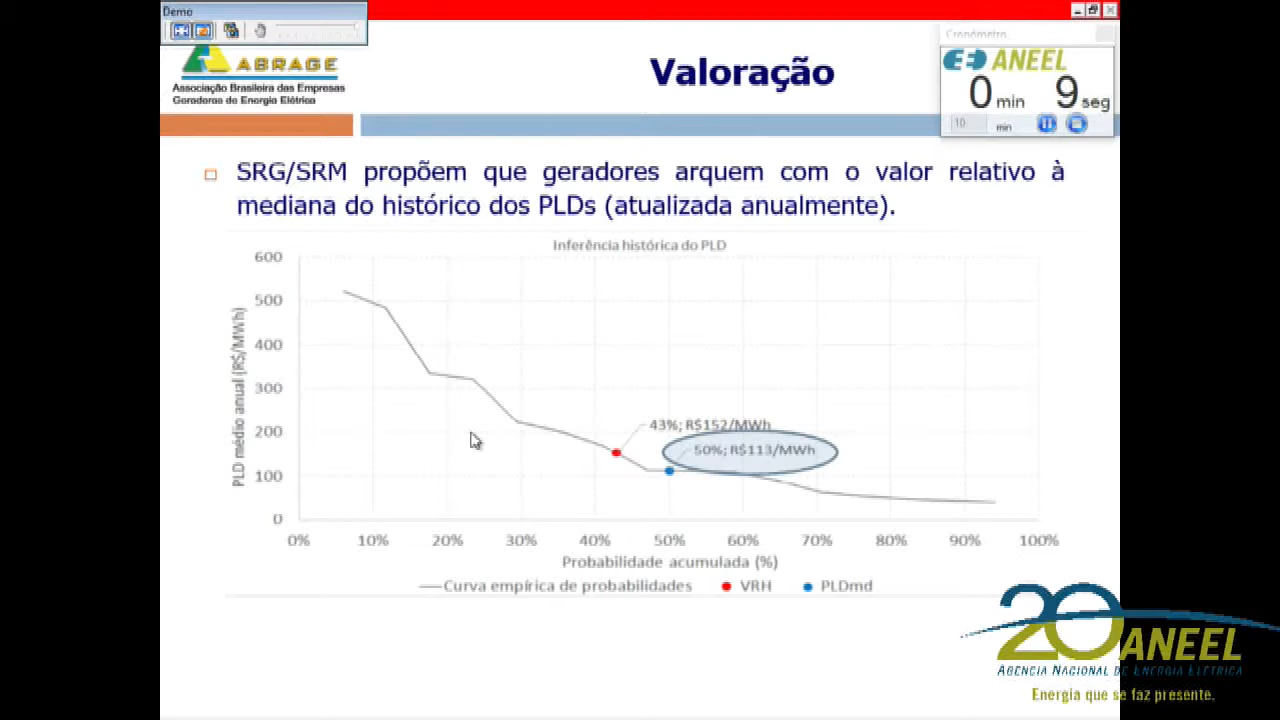 Demo
ABRAGE
Associação Brasileira das Empresas
Geradoras de Energia Elétrica
Valoração
Cronômetro
ANEEL
0 min 9 seg
10 min
SRG/SRM propõem que geradores arquem com o valor relativo à
mediana do histórico dos PLDs (atualizada anualmente).
Inferência histórica do PLD
PLD médio anual (R$/MWh)
600
500
400
300
200
100
0
43%; R$152/MWh
50%; R$113/MWh
0% 10% 20% 30% 40% 50% 60% 70% 80% 90% 100%
Probabilidade acumulada (%)
Curva empírica de probabilidades VRH PLDmd
20 ANEEL
AGÊNCIA NACIONAL DE ENERGIA ELÉTRICA
Energia que se faz presente.